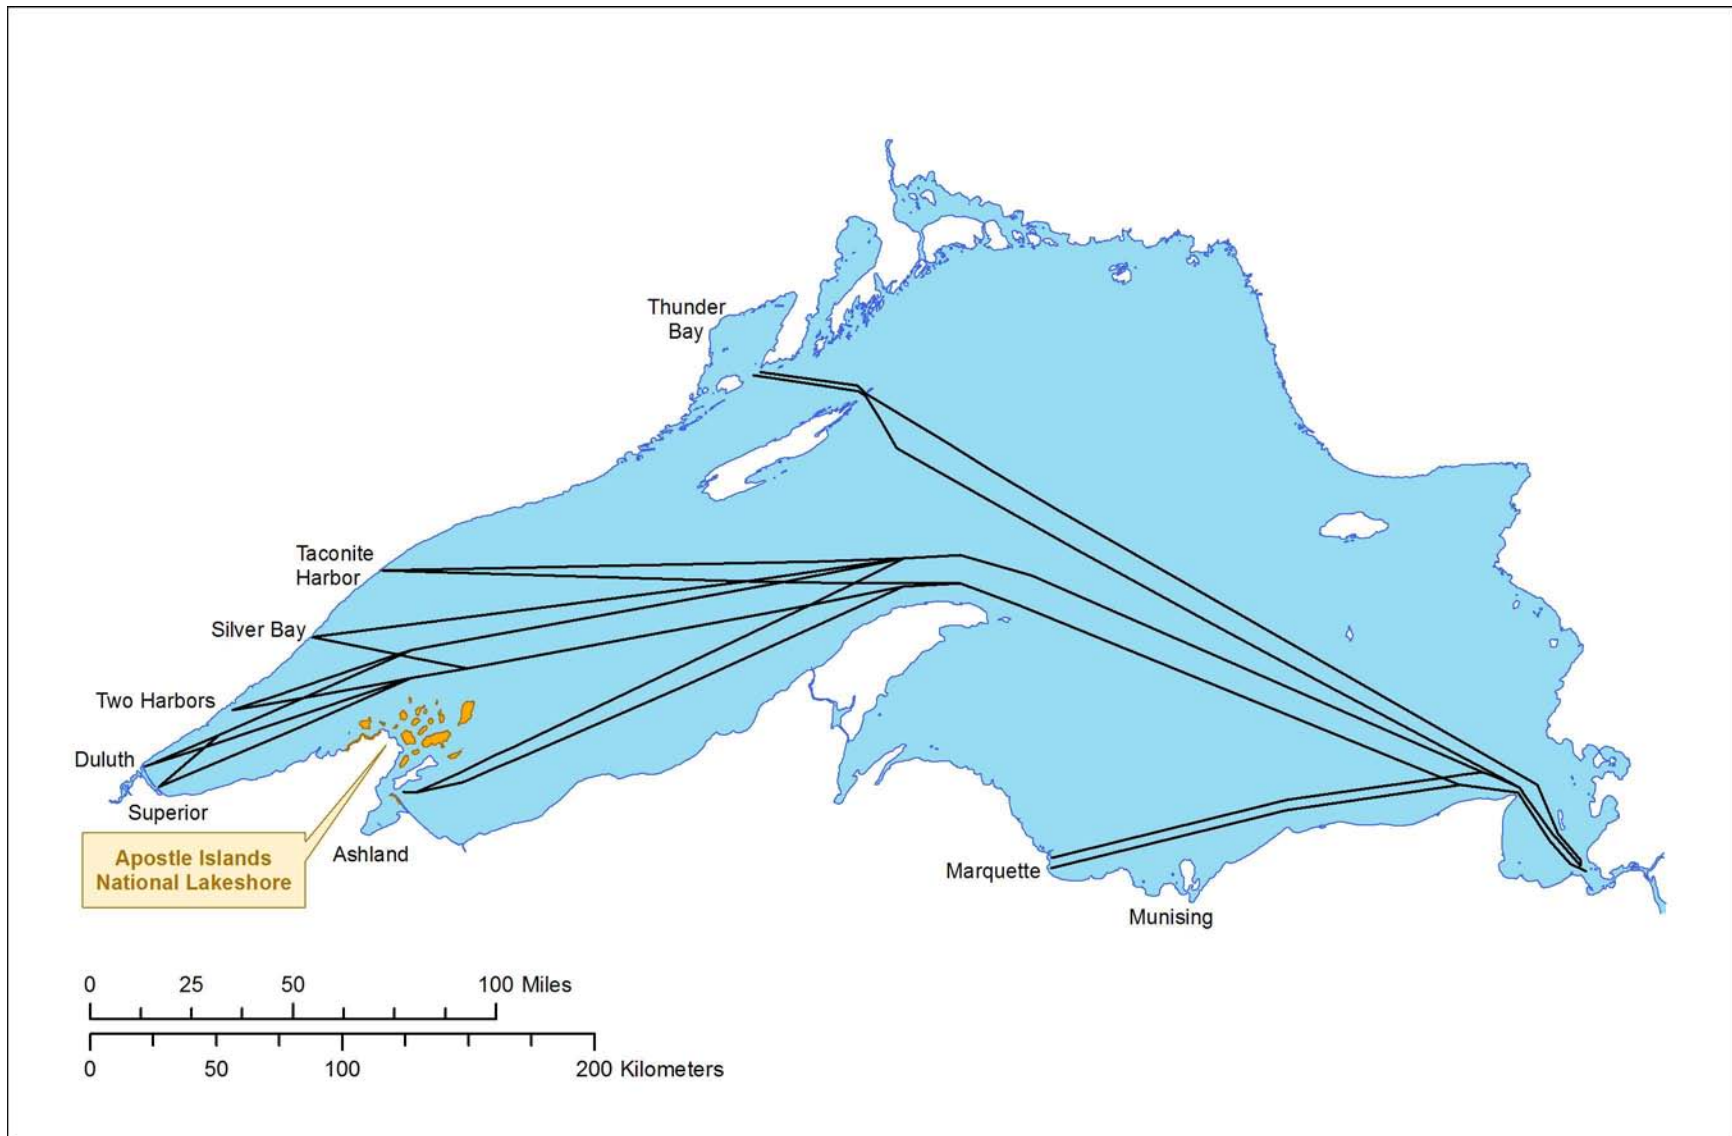 Thunder
Bay
Taconite
Harbor
Silver Bay
Two Harbors
Duluth
Superior
Apostle Islands
National Lakeshore
Ashland
Marquette
Munising
0 25 50 100 Miles
0 50 100 200 Kilometers